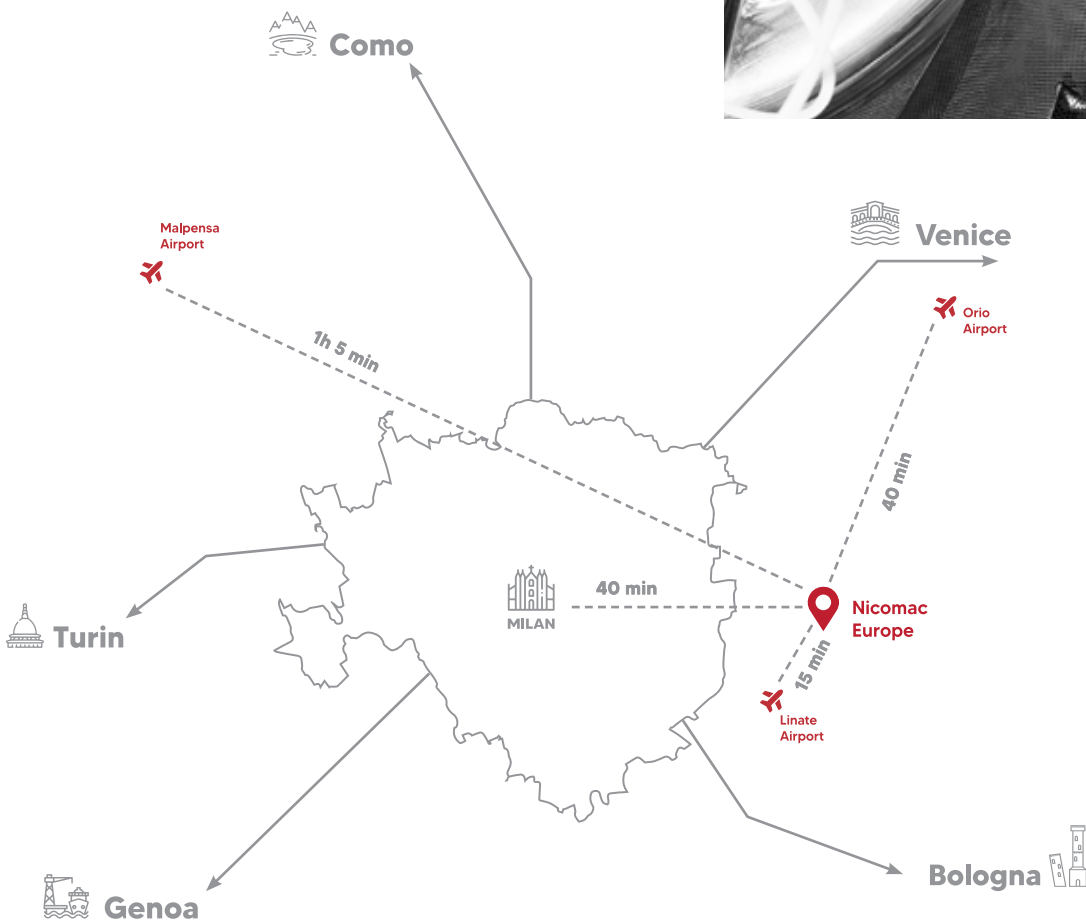 Como
Malpensa
Airport
Venice
Orio
Airport
1h 5 min
40 min
MILAN
40 min
Nicomac
Europe
15 min
Turin
Linate
Airport
Bologna
Genoa